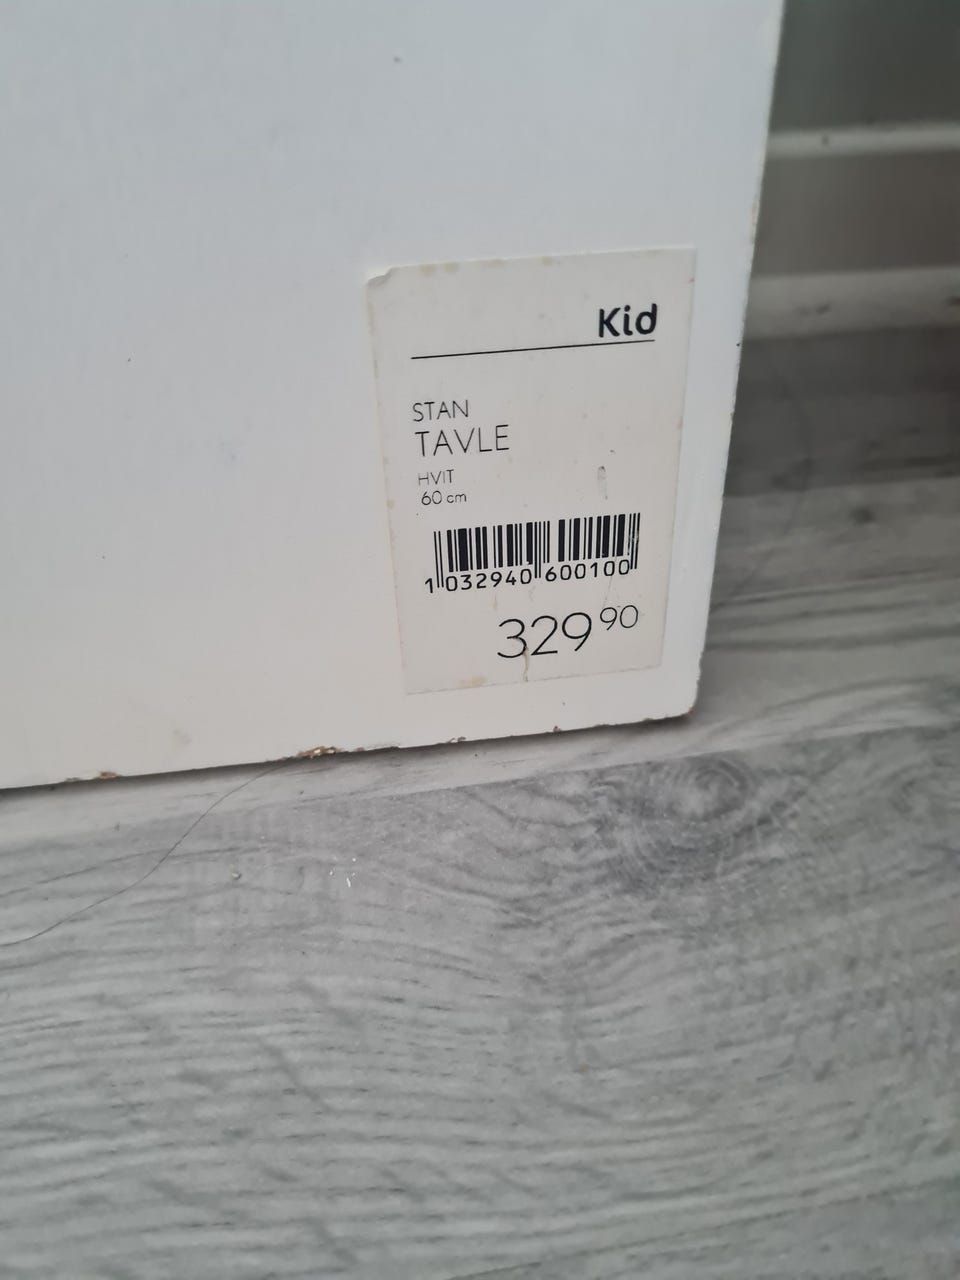 Kid
STAN
TAVLE
HVIT
60 cm
1 032940 600100
329 90